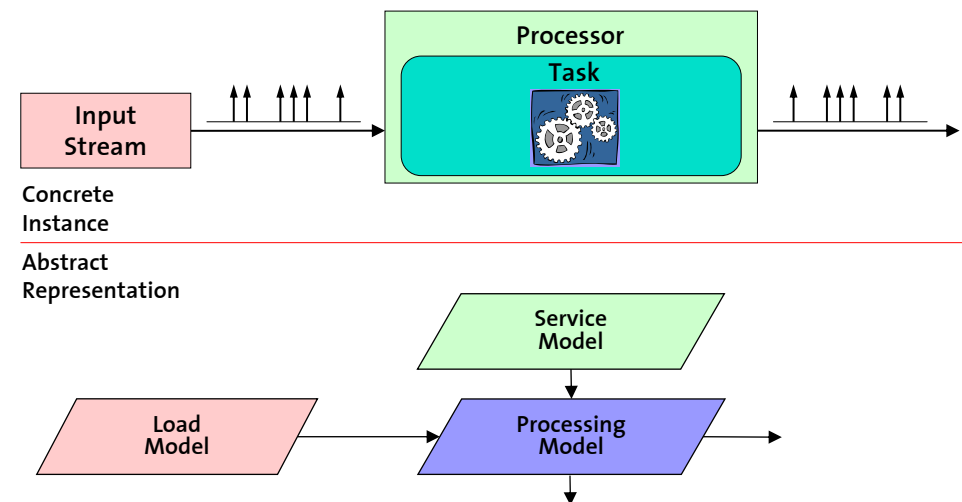 Processor
Task
Input
Stream
Concrete
Instance
Abstract
Representation
Service
Model
Load
Model
Processing
Model